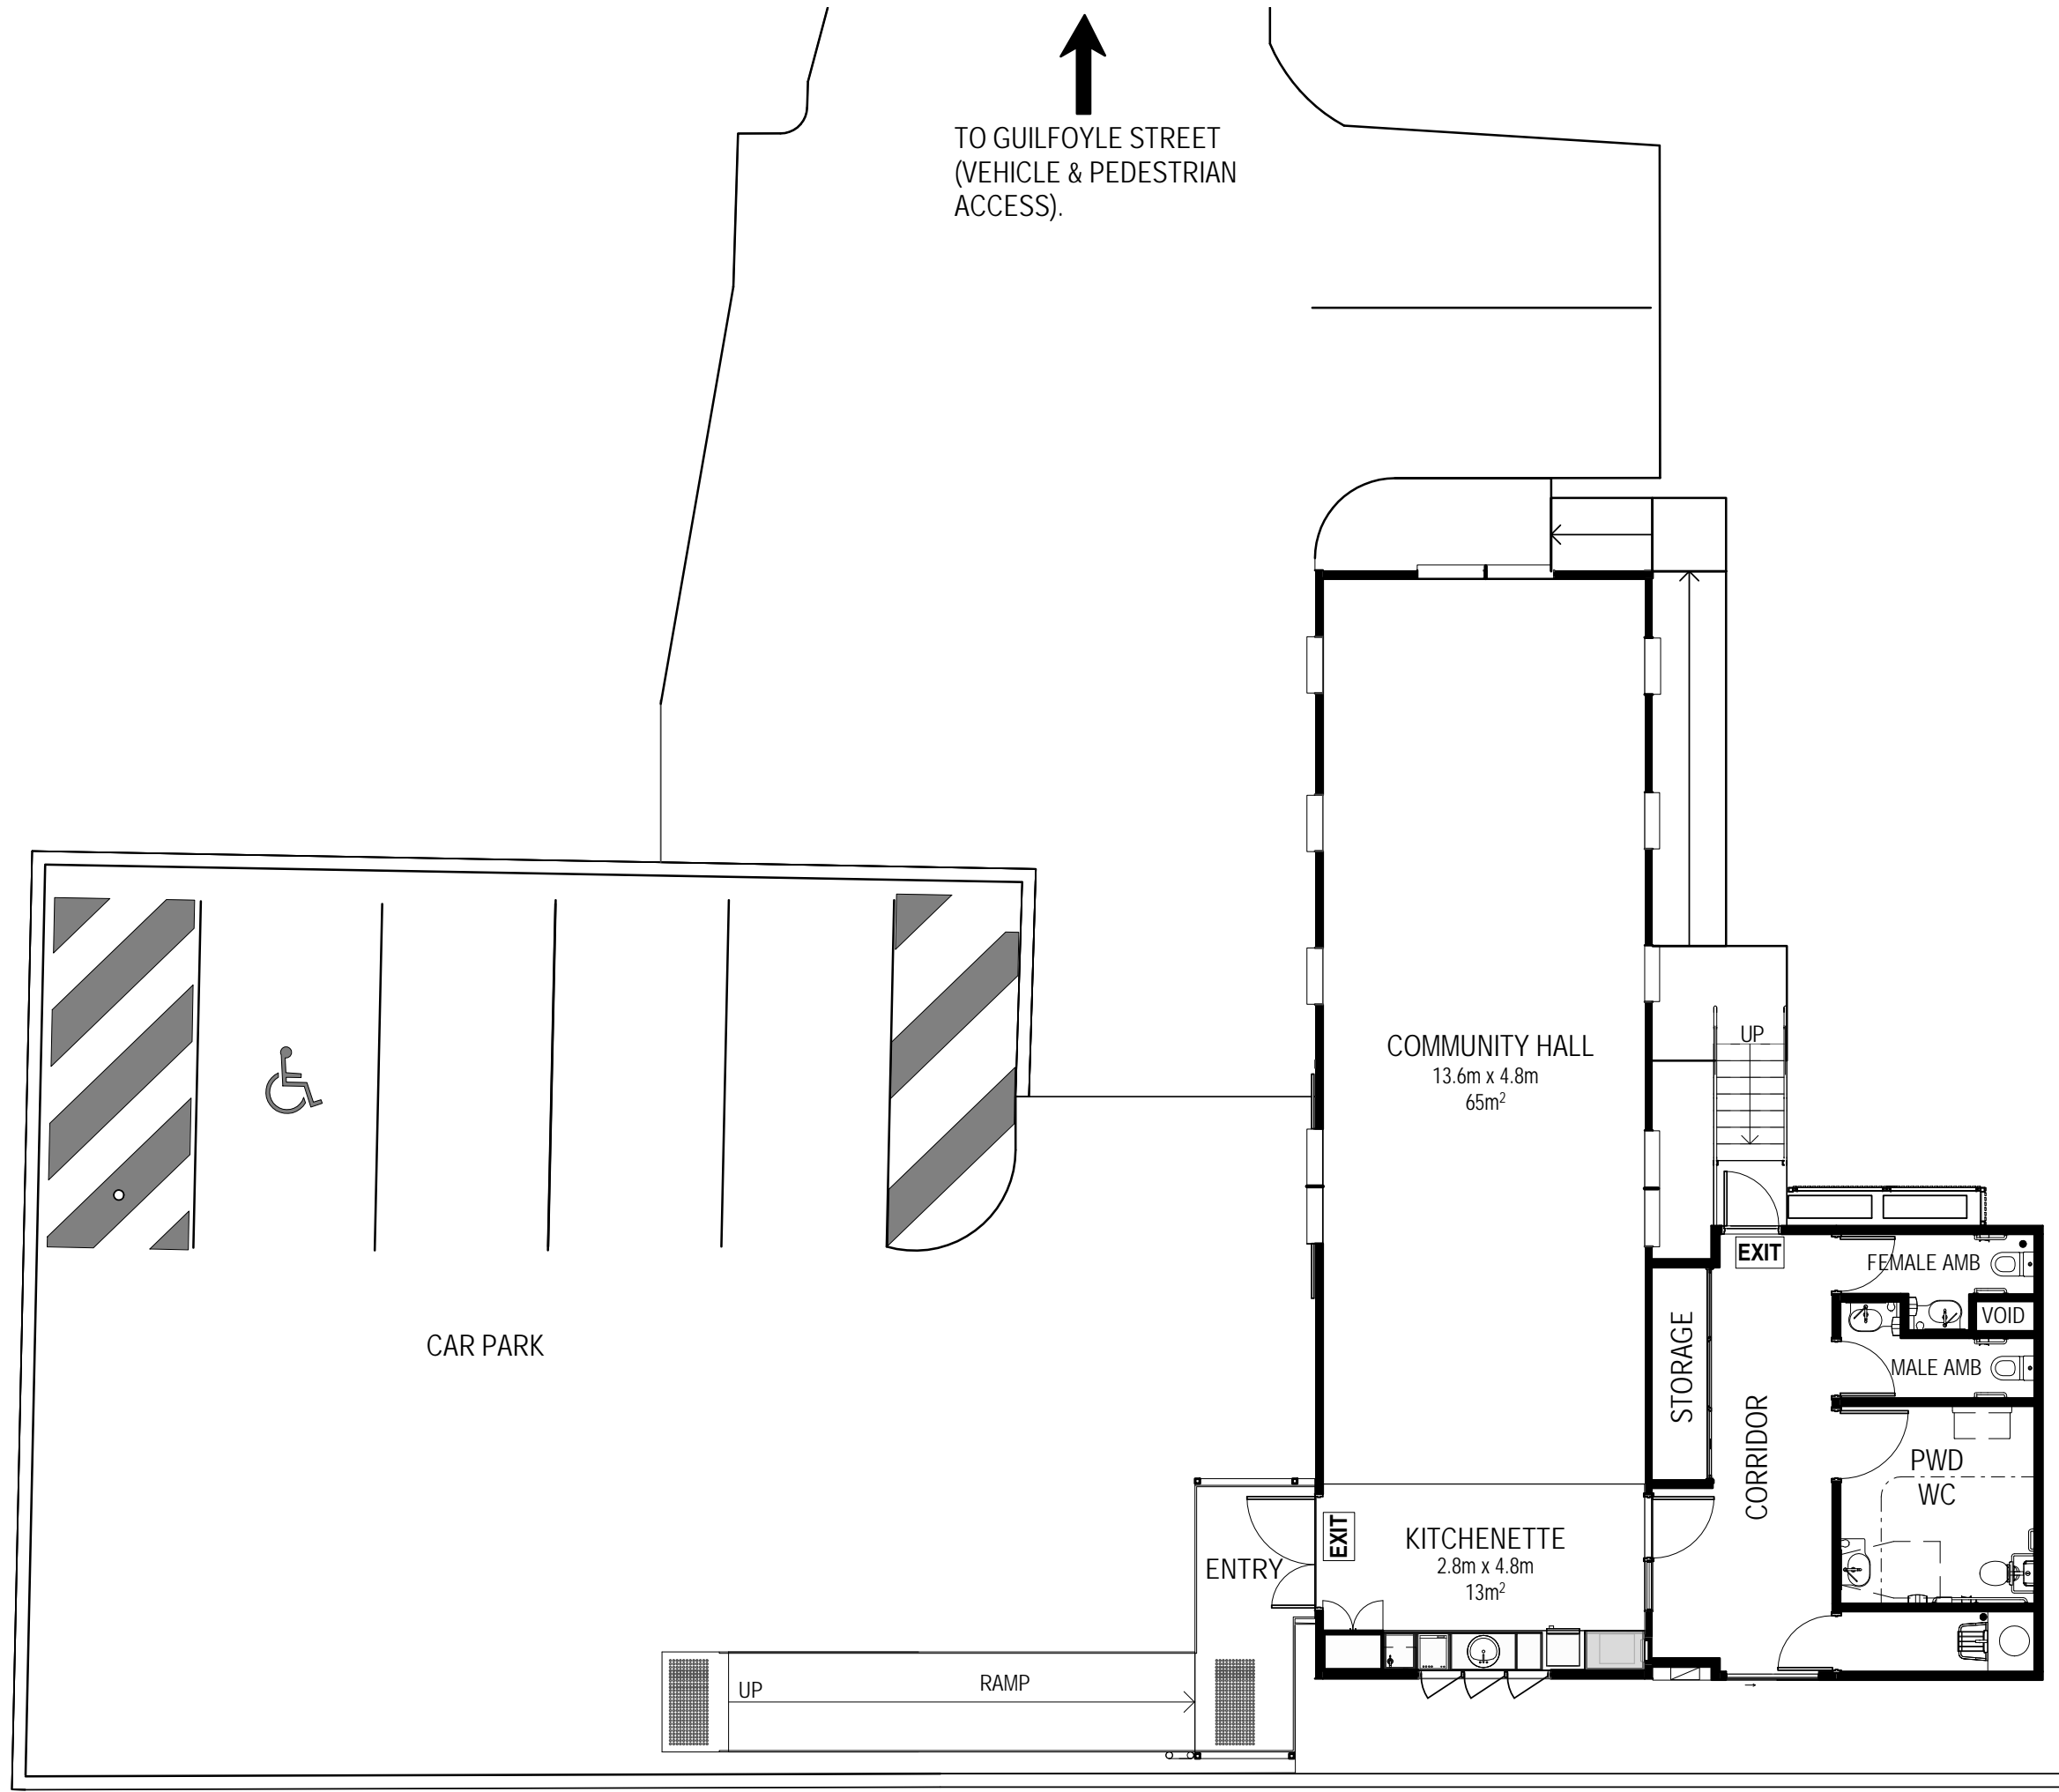 TO GUILFOYLE STREET
(VEHICLE & PEDESTRIAN
ACCESS).
UP
COMMUNITY HALL
13.6m x 4.8m
65m²
EXIT
FEMALE AMB
VOID
STORAGE
MALE AMB
CAR PARK
CORRIDOR
PWD
WC
EXIT
KITCHENETTE
2.8m x 4.8m
13m²
ENTRY
UP
RAMP